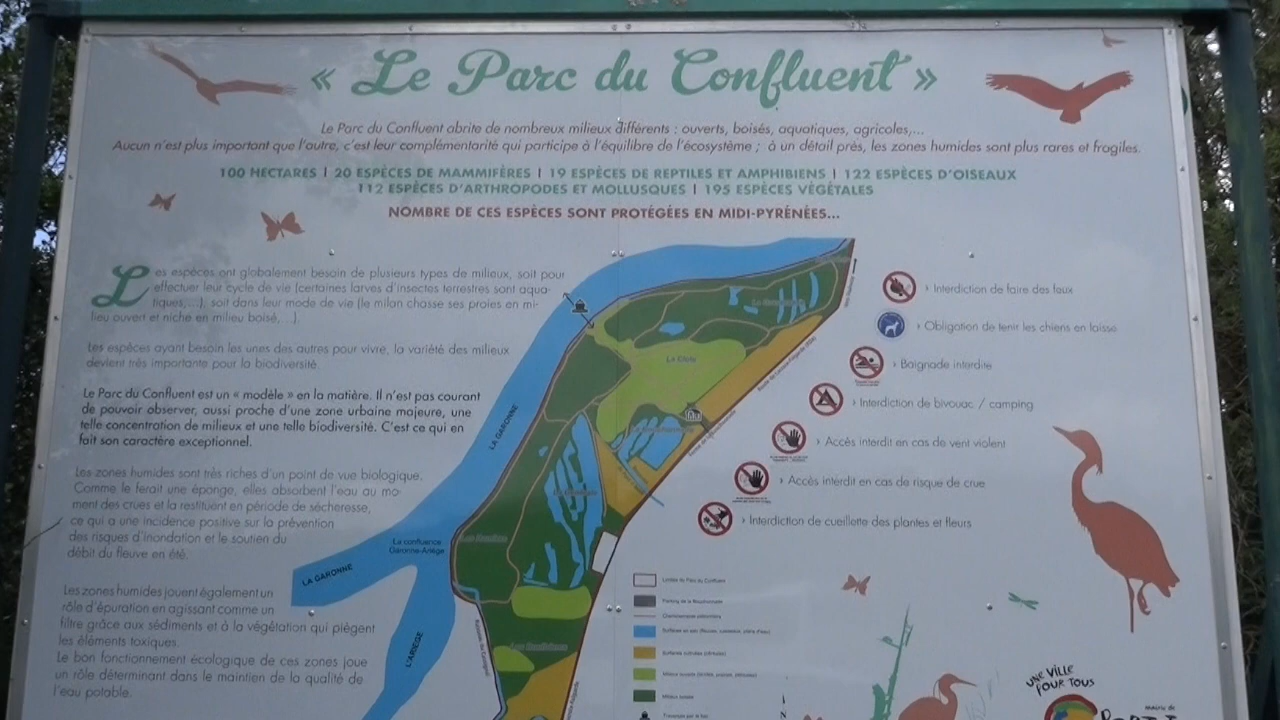 « Le Parc du Confluent »
Le Parc du Confluent abrite de nombreux milieux différents : ouverts, boisés, aquatiques, agricoles,...
Aucun n'est plus important que l'autre, c'est leur complémentarité qui participe à l'équilibre de l'écosystème ; à un détail près, les zones humides sont plus rares et fragiles.
100 HECTARES | 20 ESPÈCES DE MAMMIFÈRES | 19 ESPÈCES DE REPTILES ET AMPHIBIENS | 122 ESPÈCES D'OISEAUX
112 ESPÈCES D'ARTHROPODES ET MOLLUSQUES | 195 ESPÈCES VÉGÉTALES
NOMBRE DE CES ESPÈCES SONT PROTÉGÉES EN MIDI-PYRÉNÉES...
Les espèces ont globalement besoin de plusieurs types de milieux, soit pour
effectuer leur cycle de vie (certaines larves d'insectes terrestres sont aqua-
tiques,...), soit dans leur mode de vie (le milan chasse ses proies en mi-
lieu ouvert et niche en milieu boisé,...).
Les espèces ayant besoin les unes des autres pour vivre, la variété des milieux
devient très importante pour la biodiversité.
Le Parc du Confluent est un « modèle » en la matière. Il n'est pas courant
de pouvoir observer, aussi proche d'une zone urbaine majeure, une
telle concentration de milieux et une telle biodiversité. C'est ce qui en
fait son caractère exceptionnel.
Les zones humides sont très riches d'un point de vue biologique.
Comme le ferait une éponge, elles absorbent l'eau au mo-
ment des crues et la restituent en période de sécheresse,
ce qui a une incidence positive sur la prévention
des risques d'inondation et le soutien du
débit du fleuve en été.
Les zones humides jouent également un
rôle d'épuration en agissant comme un
filtre grâce aux sédiments et à la végétation qui piègent
les éléments toxiques.
Le bon fonctionnement écologique de ces zones joue
un rôle déterminant dans le maintien de la qualité de
l'eau potable.
LA GARONNE
La confluence
Garonne-Ariège
LA GARONNE
L'ARIÈGE
› Interdiction de faire des feux
› Obligation de tenir les chiens en laisse
› Baignade interdite
› Interdiction de bivouac / camping
› Accès interdit en cas de vent violent
› Accès interdit en cas de risque de crue
› Interdiction de cueillette des plantes et fleurs
Limites du Parc du Confluent
Milieux boisés
UNE VILLE
POUR TOUS
Mairie de